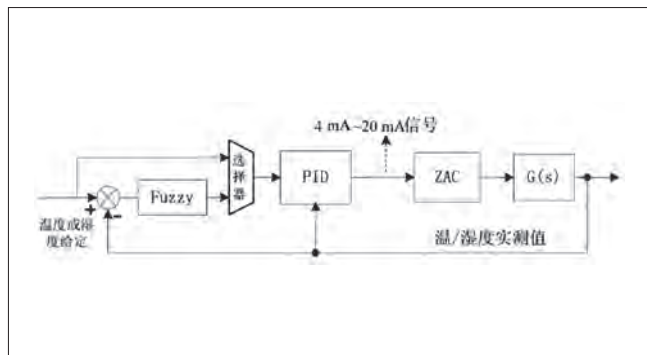 4 mA~20 mA信号
选
择
器
PID
ZAC
G(s)
Fuzzy
+
-
温度或湿
度给定
温/湿度实测值